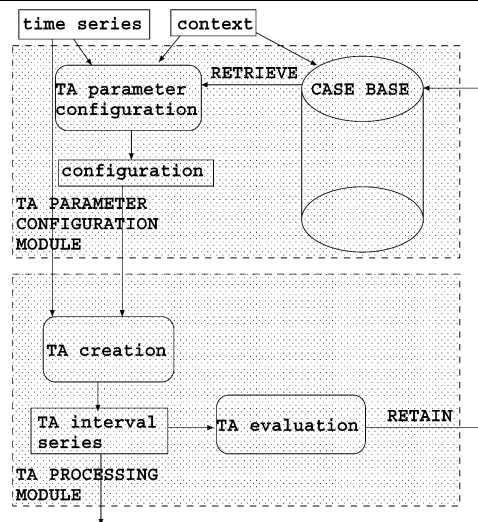 time series
context
RETRIEVE
TA parameter
configuration
CASE BASE
configuration
TA PARAMETER
CONFIGURATION
MODULE
TA creation
TA interval
series
TA evaluation
RETAIN
TA PROCESSING
MODULE